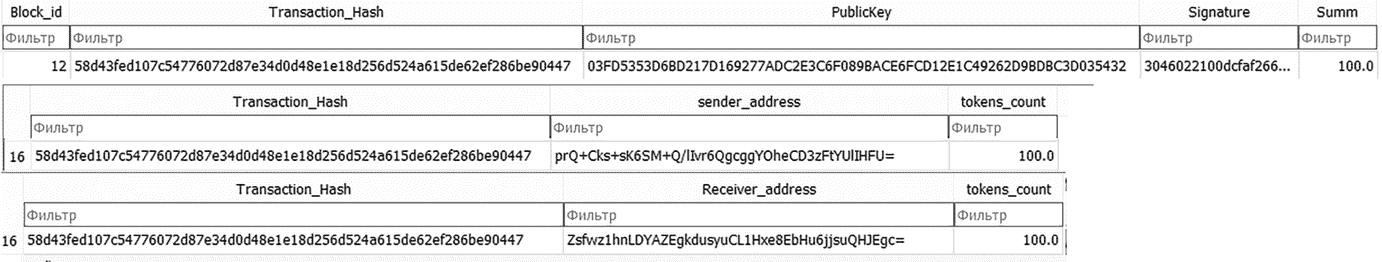 Block_id Transaction_Hash PublicKey Signature Summ
Фильтр Фильтр Фильтр Фильтр Фильтр
12 58d43fed107c54776072d87e34d0d48e1e18d256d524a615de62ef286be90447 03FD5353D6BD217D169277ADC2E3C6F089BACE6FCD12E1C49262D9BDBC3D035432 3046022100dcfaf266... 100.0
Transaction_Hash sender_address tokens_count
Фильтр Фильтр Фильтр
16 58d43fed107c54776072d87e34d0d48e1e18d256d524a615de62ef286be90447 prQ+Cks+sK6SM+Q/lIvr6QgcggYOheCD3zFtYUlIHFU= 100.0
Transaction_Hash Receiver_address tokens_count
Фильтр Фильтр Фильтр
16 58d43fed107c54776072d87e34d0d48e1e18d256d524a615de62ef286be90447 Zsfwz1hnLDYAZEgkdusyuCL1Hxe8EbHu6jjsuQHJEgc= 100.0